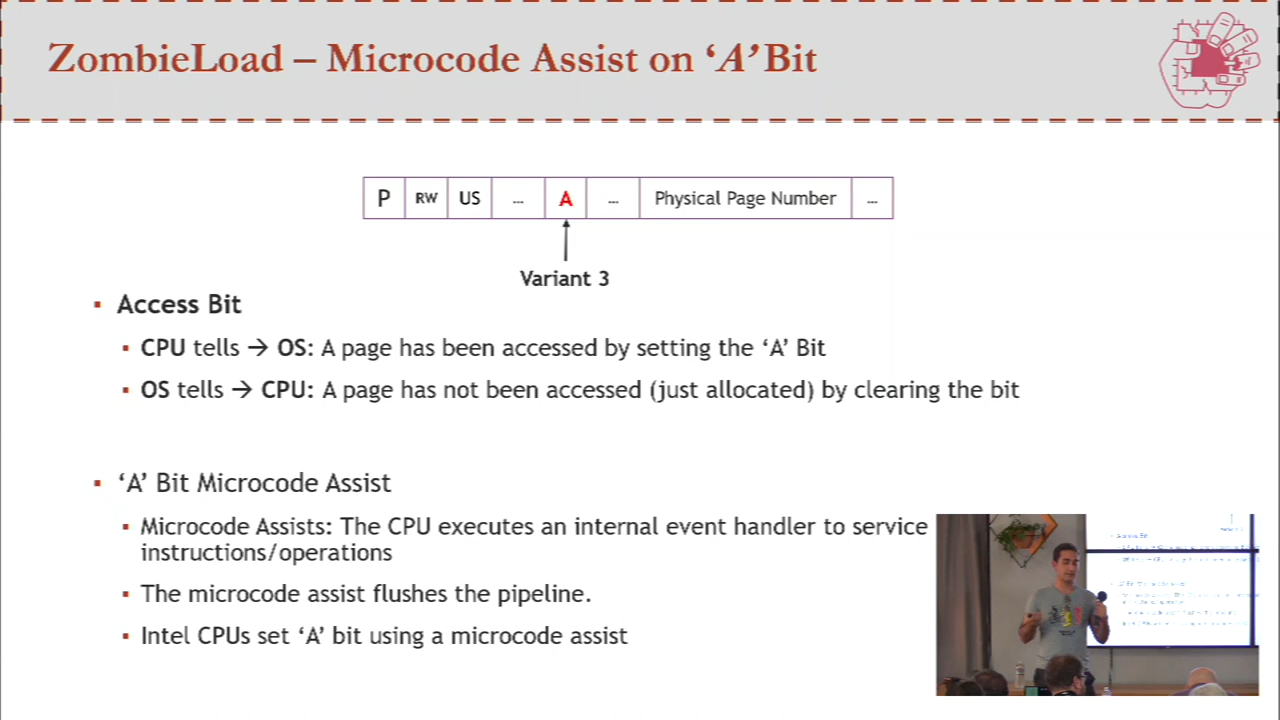 ZombieLoad – Microcode Assist on ‘A’ Bit
P RW US ... A ... Physical Page Number ...
Variant 3
▪ Access Bit
▪ CPU tells → OS: A page has been accessed by setting the ‘A’ Bit
▪ OS tells → CPU: A page has not been accessed (just allocated) by clearing the bit
▪ ‘A’ Bit Microcode Assist
▪ Microcode Assists: The CPU executes an internal event handler to service
instructions/operations
▪ The microcode assist flushes the pipeline.
▪ Intel CPUs set ‘A’ bit using a microcode assist